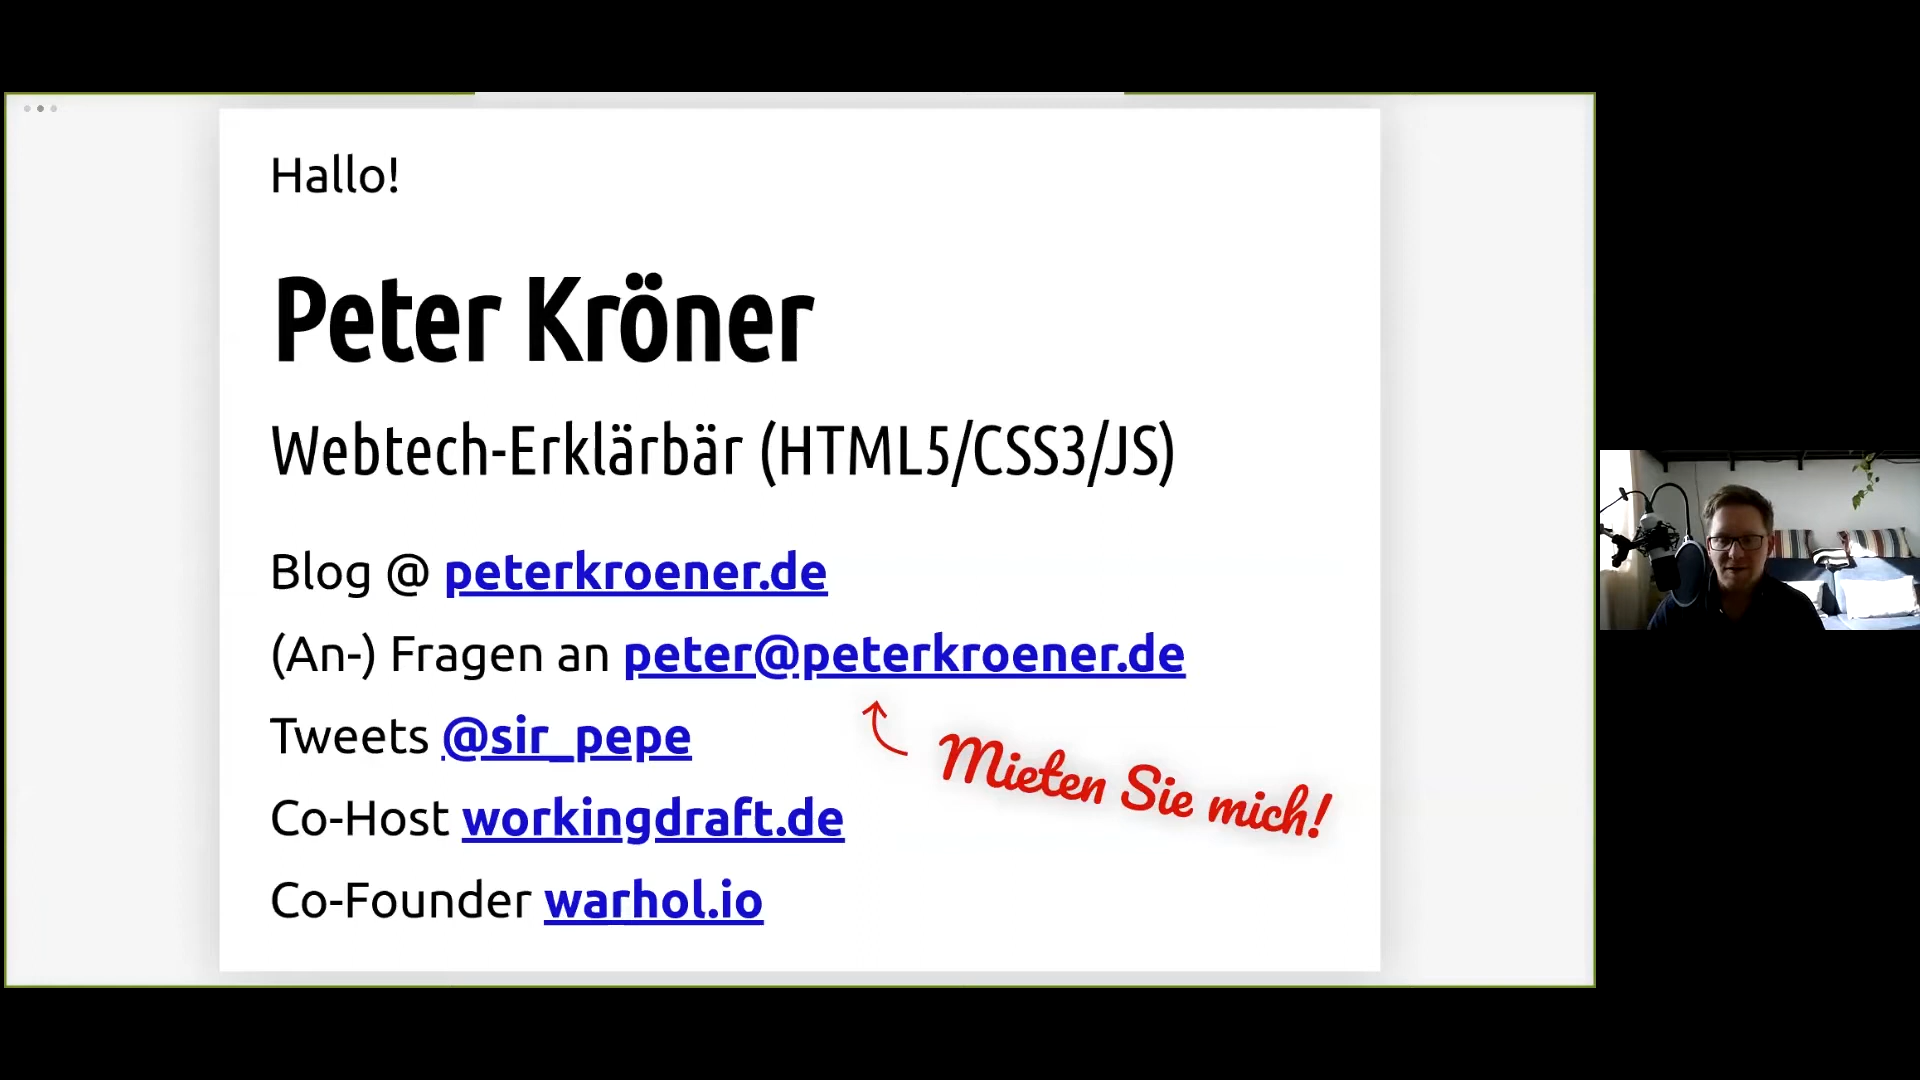 Hallo!
Peter Kröner
Webtech-Erklärbär (HTML5/CSS3/JS)
Blog @ peterkroener.de
(An-) Fragen an peter@peterkroener.de
Tweets @sir_pepe
Mieten Sie mich!
Co-Host workingdraft.de
Co-Founder warhol.io